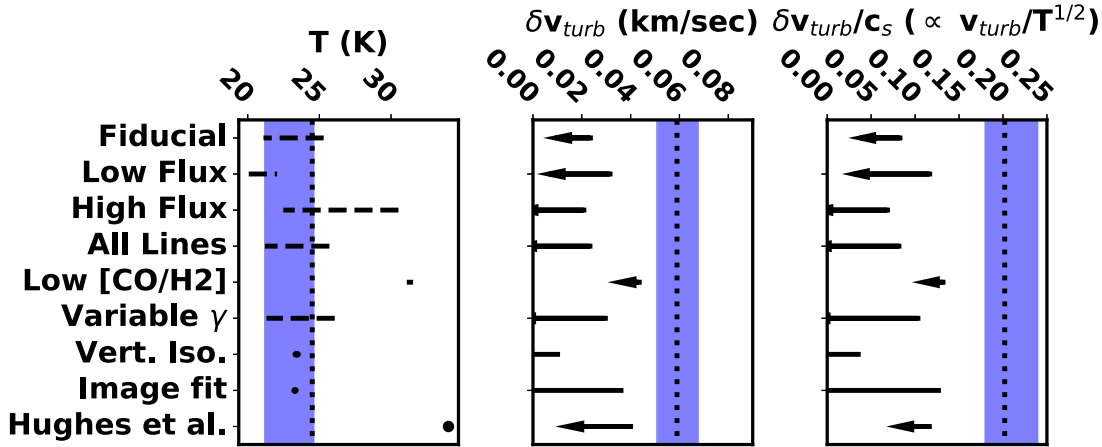 T (K)
20 25 30
δv_turb (km/sec)
0.00 0.02 0.04 0.06 0.08
δv_turb/c_s ( ∝ v_turb/T^1/2)
0.00 0.05 0.10 0.15 0.20 0.25
Fiducial
Low Flux
High Flux
All Lines
Low [CO/H2]
Variable γ
Vert. Iso.
Image fit
Hughes et al.